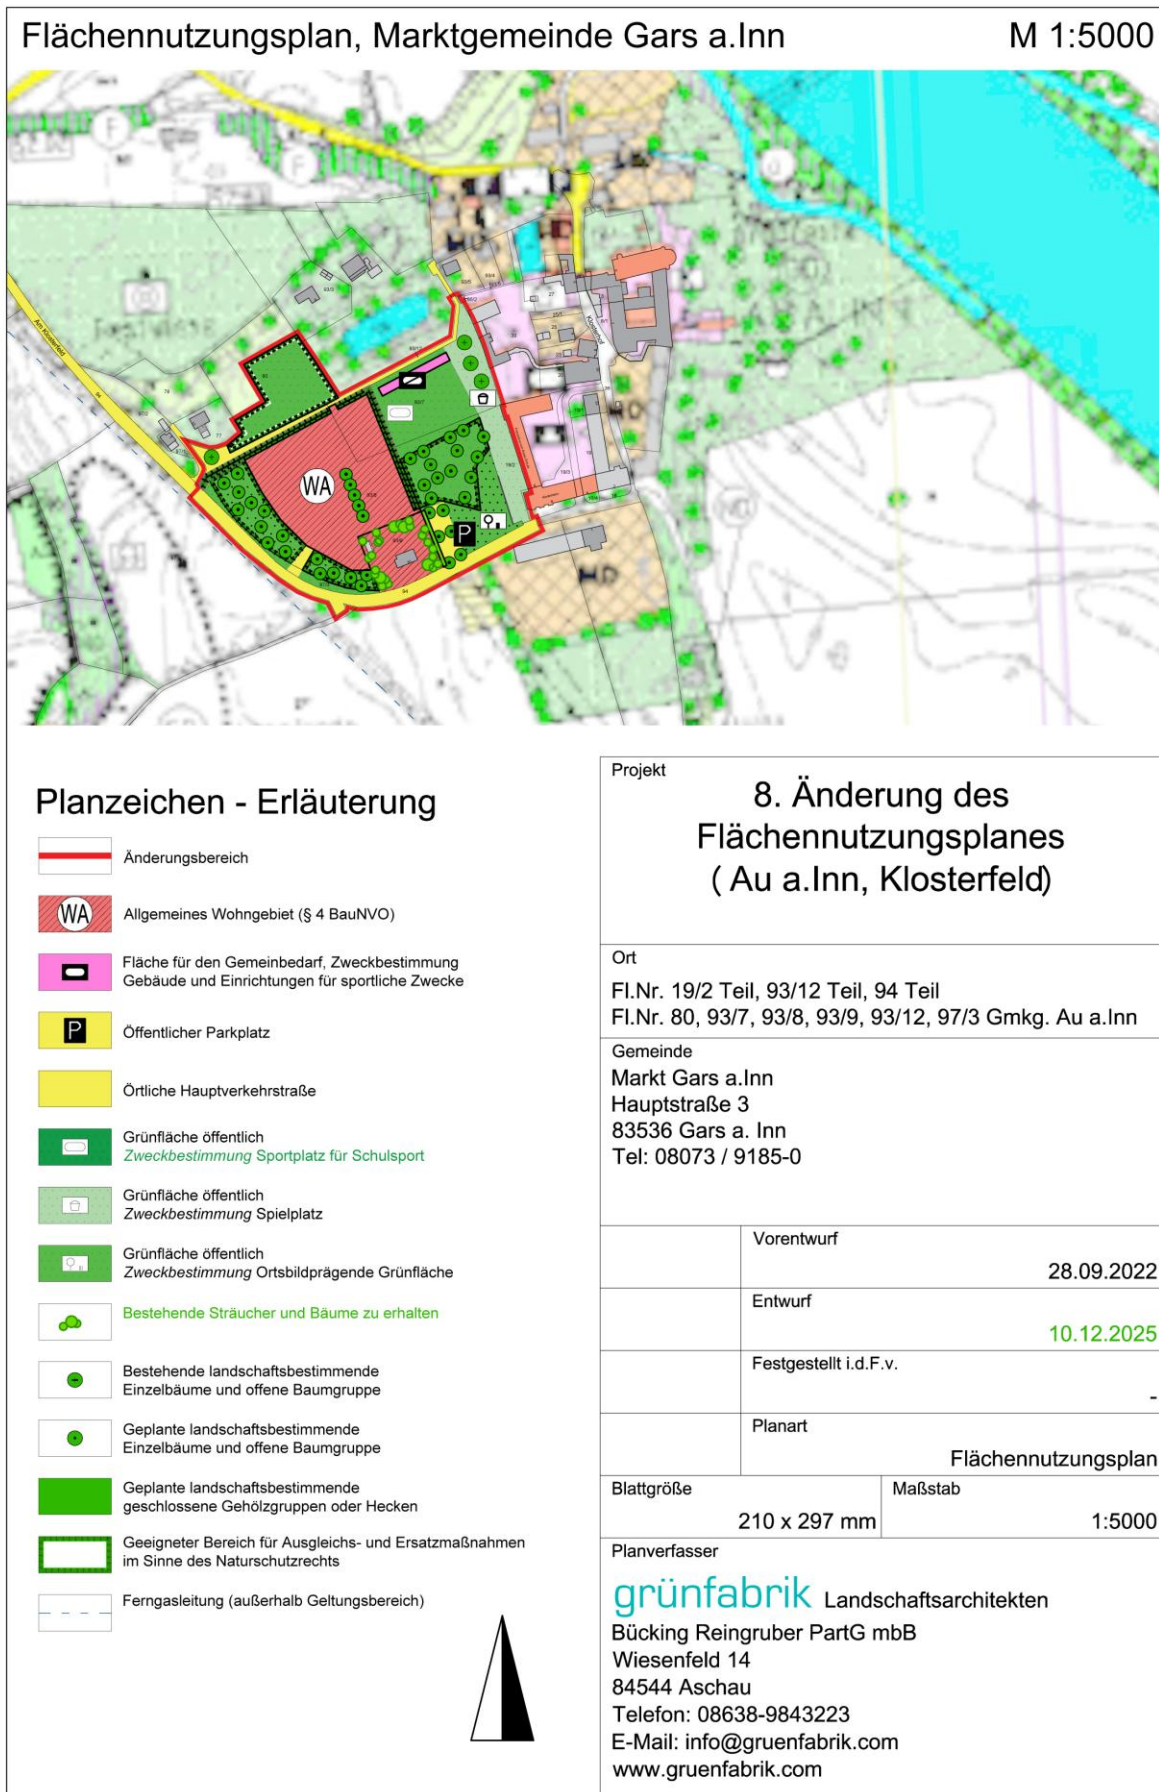 Flächennutzungsplan, Marktgemeinde Gars a.Inn
M 1:5000
Am Klosterfeld
Klosterhof
WA
P
94
94
80
77
ID
D
Planzeichen - Erläuterung
Änderungsbereich
WA
Allgemeines Wohngebiet (§ 4 BauNVO)
Fläche für den Gemeinbedarf, Zweckbestimmung
Gebäude und Einrichtungen für sportliche Zwecke
P
Öffentlicher Parkplatz
Örtliche Hauptverkehrstraße
Grünfläche öffentlich
Zweckbestimmung Sportplatz für Schulsport
Grünfläche öffentlich
Zweckbestimmung Spielplatz
Grünfläche öffentlich
Zweckbestimmung Ortsbildprägende Grünfläche
Bestehende Sträucher und Bäume zu erhalten
Bestehende landschaftsbestimmende
Einzelbäume und offene Baumgruppe
Geplante landschaftsbestimmende
Einzelbäume und offene Baumgruppe
Geplante landschaftsbestimmende
geschlossene Gehölzgruppen oder Hecken
Geeigneter Bereich für Ausgleichs- und Ersatzmaßnahmen
im Sinne des Naturschutzrechts
Ferngasleitung (außerhalb Geltungsbereich)
Projekt
8. Änderung des
Flächennutzungsplanes
( Au a.Inn, Klosterfeld)
Ort
Fl.Nr. 19/2 Teil, 93/12 Teil, 94 Teil
Fl.Nr. 80, 93/7, 93/8, 93/9, 93/12, 97/3 Gmkg. Au a.Inn
Gemeinde
Markt Gars a.Inn
Hauptstraße 3
83536 Gars a. Inn
Tel: 08073 / 9185-0
Vorentwurf
28.09.2022
Entwurf
10.12.2025
Festgestellt i.d.F.v.
-
Planart
Flächennutzungsplan
Blattgröße
210 x 297 mm
Maßstab
1:5000
Planverfasser
grünfabrik Landschaftsarchitekten
Bücking Reingruber PartG mbB
Wiesenfeld 14
84544 Aschau
Telefon: 08638-9843223
E-Mail: info@gruenfabrik.com
www.gruenfabrik.com